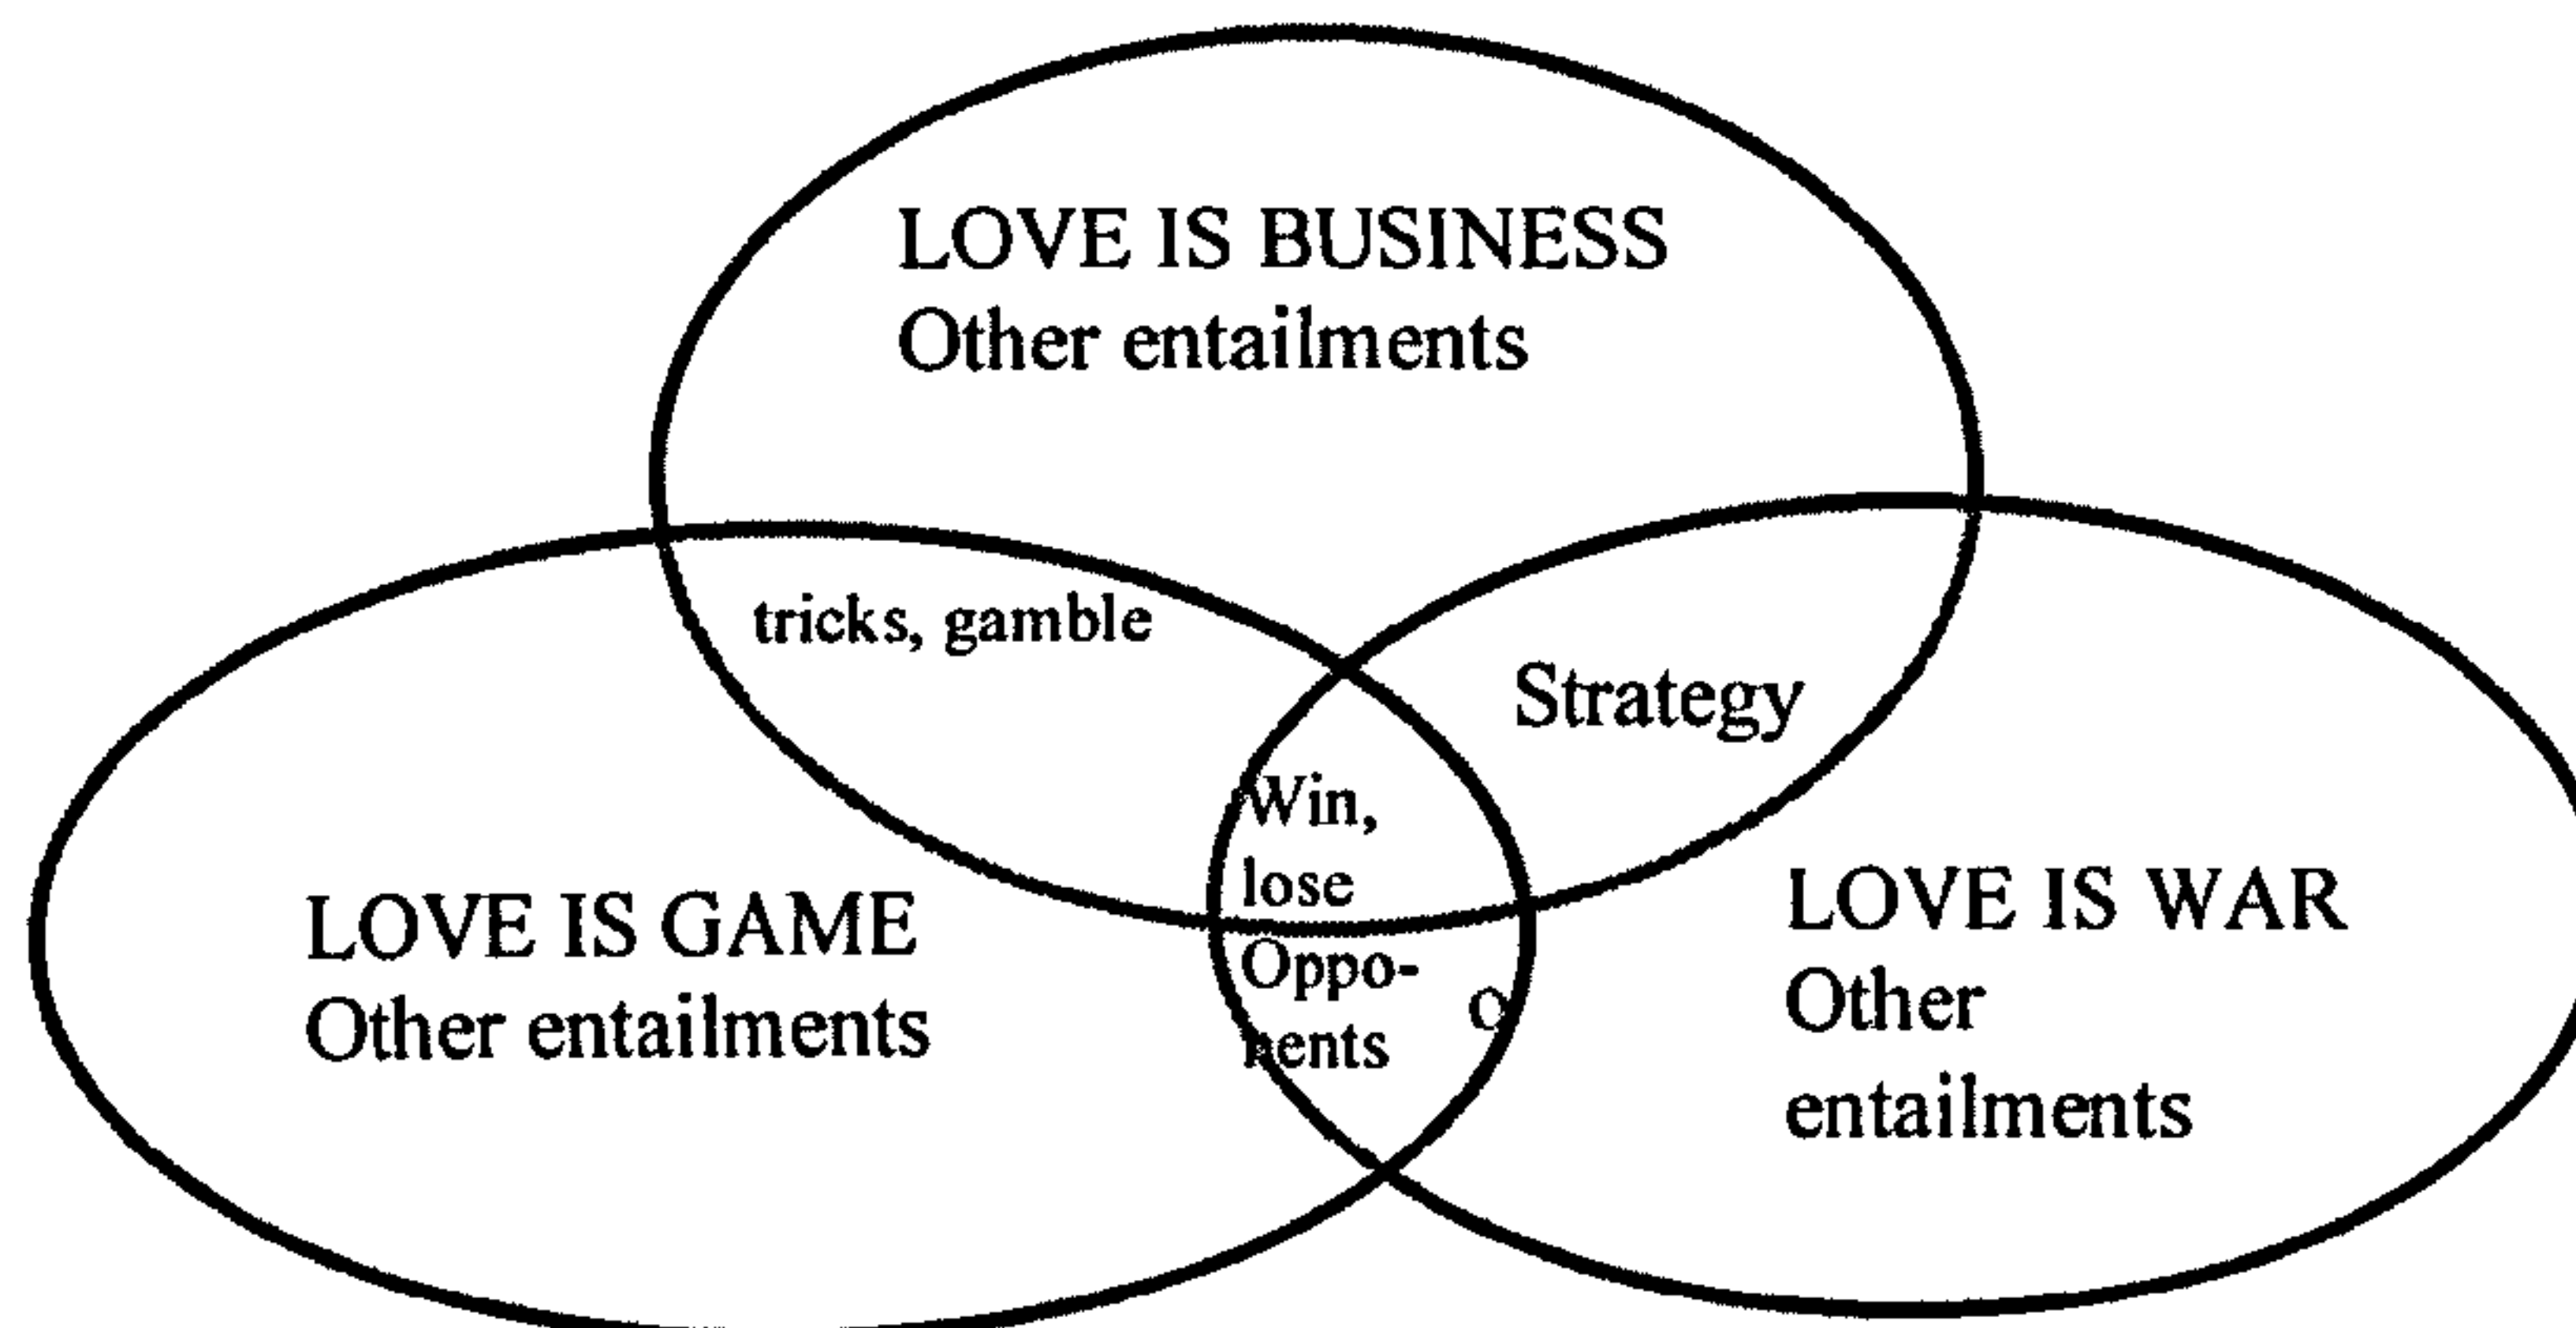 LOVE IS BUSINESS
Other entailments
tricks, gamble
Strategy
Win,
lose
Oppo-
nents
O
LOVE IS GAME
Other entailments
LOVE IS WAR
Other
entailments